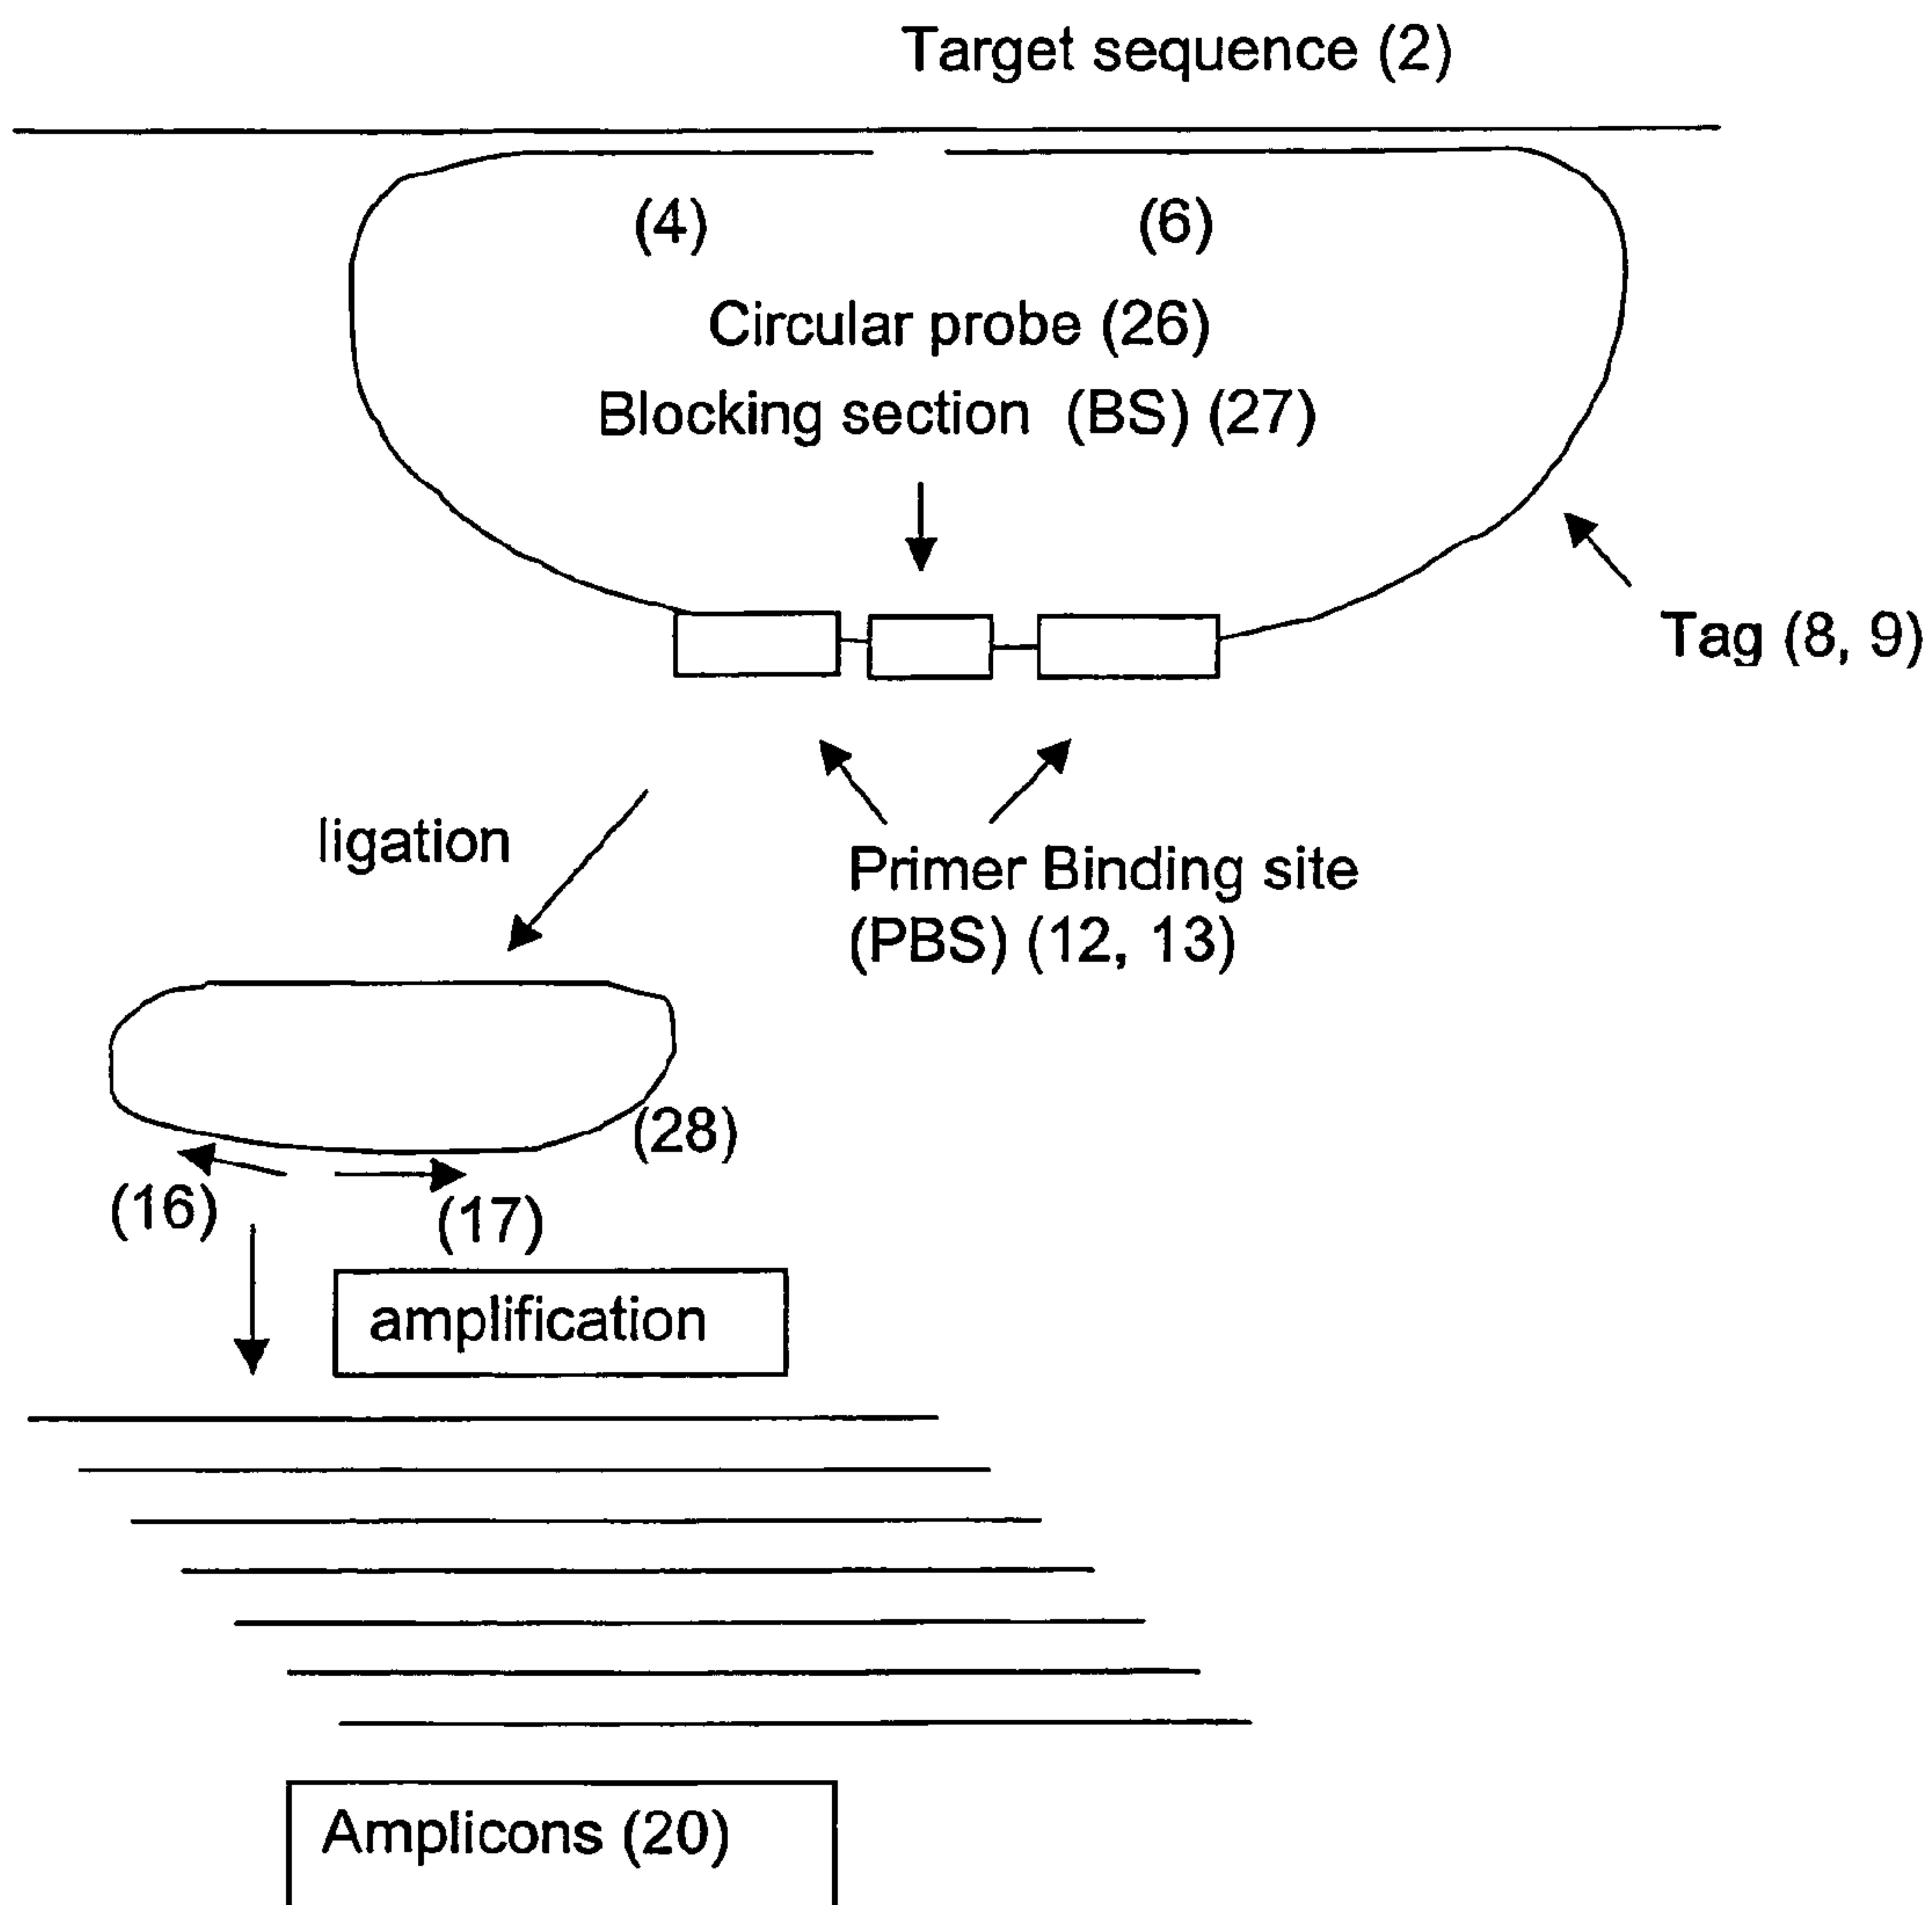 Target sequence (2)
(4)
(6)
Circular probe (26)
Blocking section (BS) (27)
Tag (8, 9)
ligation
Primer Binding site
(PBS) (12, 13)
(28)
(16)
(17)
amplification
Amplicons (20)